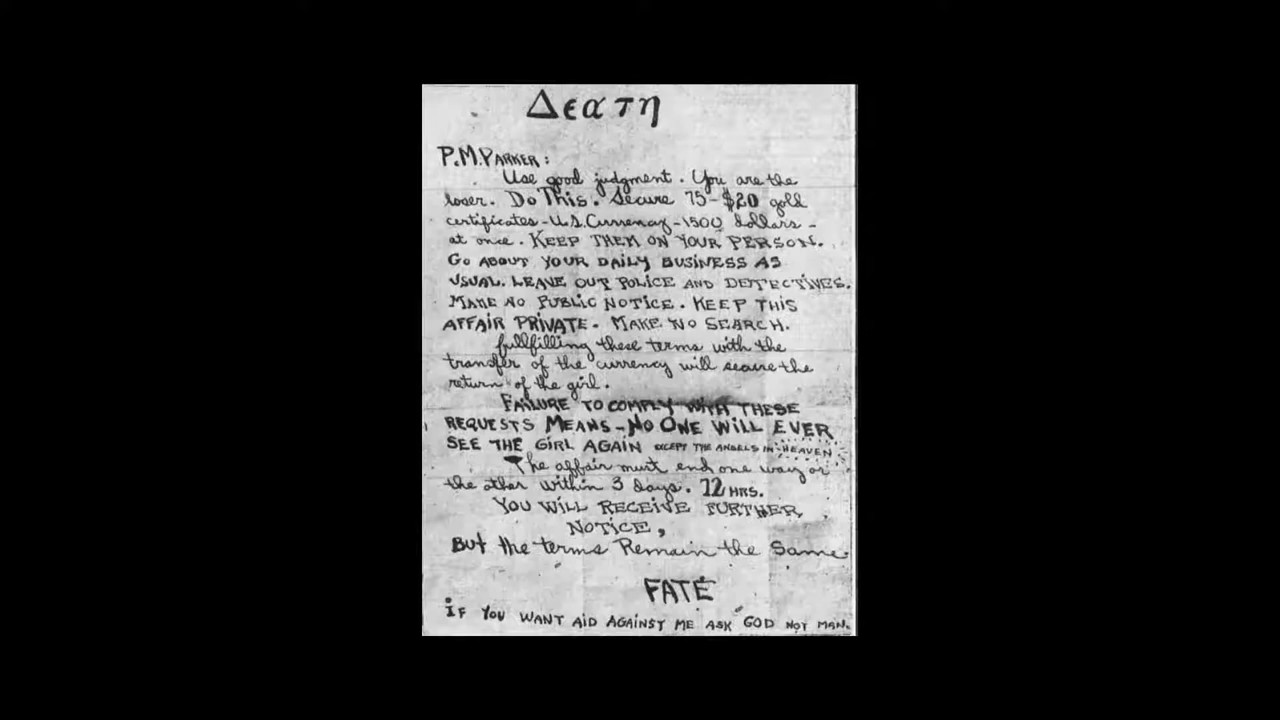 Δεατη
P.M.PARKER:
Use good judgment. You are the
loser. Do This. Secure 75-$20 gold
certificates-U.S.Currency-1500 dollars-
at once. KEEP THEM ON YOUR PERSON.
GO ABOUT YOUR DAILY BUSINESS AS
USUAL. LEAVE OUT POLICE AND DETECTIVES.
MAKE NO PUBLIC NOTICE. KEEP THIS
AFFAIR PRIVATE. MAKE NO SEARCH.
fullfilling these terms with the
transfer of the currency will secure the
return of the girl.
FAILURE TO COMPLY WITH THESE
REQUESTS MEANS-NO ONE WILL EVER
SEE THE GIRL AGAIN EXCEPT THE ANGELS IN HEAVEN
The affair must end one way or
the other within 3 days. 72 HRS.
YOU WILL RECEIVE FURTHER
NOTICE,
But the terms Remain the Same.
FATE
iF YOU WANT AID AGAINST ME ASK GOD NOT MAN.